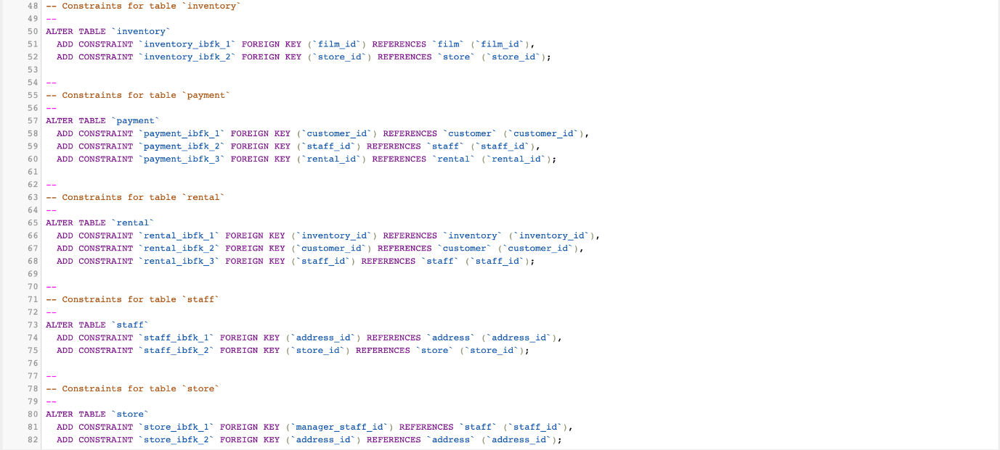 48 -- Constraints for table `inventory`
49 --
50 ALTER TABLE `inventory`
51   ADD CONSTRAINT `inventory_ibfk_1` FOREIGN KEY (`film_id`) REFERENCES `film` (`film_id`),
52   ADD CONSTRAINT `inventory_ibfk_2` FOREIGN KEY (`store_id`) REFERENCES `store` (`store_id`);
53
54 --
55 -- Constraints for table `payment`
56 --
57 ALTER TABLE `payment`
58   ADD CONSTRAINT `payment_ibfk_1` FOREIGN KEY (`customer_id`) REFERENCES `customer` (`customer_id`),
59   ADD CONSTRAINT `payment_ibfk_2` FOREIGN KEY (`staff_id`) REFERENCES `staff` (`staff_id`),
60   ADD CONSTRAINT `payment_ibfk_3` FOREIGN KEY (`rental_id`) REFERENCES `rental` (`rental_id`);
61
62 --
63 -- Constraints for table `rental`
64 --
65 ALTER TABLE `rental`
66   ADD CONSTRAINT `rental_ibfk_1` FOREIGN KEY (`inventory_id`) REFERENCES `inventory` (`inventory_id`),
67   ADD CONSTRAINT `rental_ibfk_2` FOREIGN KEY (`customer_id`) REFERENCES `customer` (`customer_id`),
68   ADD CONSTRAINT `rental_ibfk_3` FOREIGN KEY (`staff_id`) REFERENCES `staff` (`staff_id`);
69
70 --
71 -- Constraints for table `staff`
72 --
73 ALTER TABLE `staff`
74   ADD CONSTRAINT `staff_ibfk_1` FOREIGN KEY (`address_id`) REFERENCES `address` (`address_id`),
75   ADD CONSTRAINT `staff_ibfk_2` FOREIGN KEY (`store_id`) REFERENCES `store` (`store_id`);
76
77 --
78 -- Constraints for table `store`
79 --
80 ALTER TABLE `store`
81   ADD CONSTRAINT `store_ibfk_1` FOREIGN KEY (`manager_staff_id`) REFERENCES `staff` (`staff_id`),
82   ADD CONSTRAINT `store_ibfk_2` FOREIGN KEY (`address_id`) REFERENCES `address` (`address_id`);